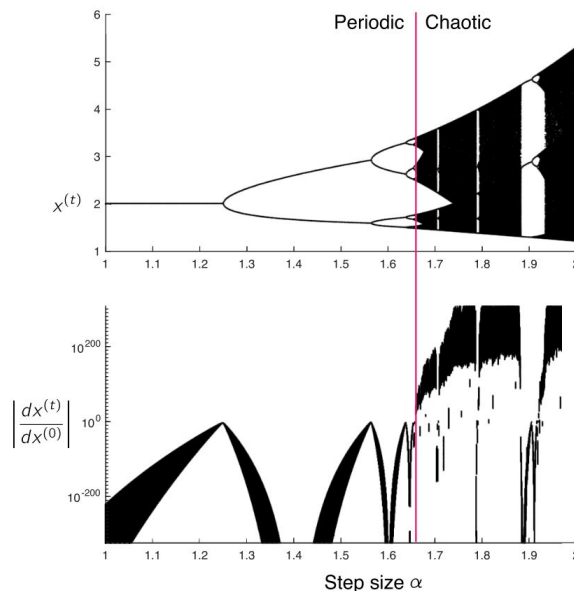 Periodic Chaotic
6
5
4
3
x^(t) 2
1
1 1.1 1.2 1.3 1.4 1.5 1.6 1.7 1.8 1.9 2
10^200
|dx^(t)/dx^(0)| 10^0
10^-200
1 1.1 1.2 1.3 1.4 1.5 1.6 1.7 1.8 1.9 2
Step size α